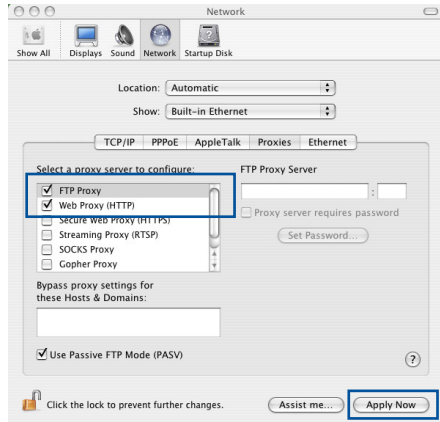 Network
Show All Displays Sound Network Startup Disk
Location: Automatic
Show: Built-in Ethernet
TCP/IP PPPoE AppleTalk Proxies Ethernet
Select a proxy server to configure: FTP Proxy Server
FTP Proxy
:
Web Proxy (HTTP)
Proxy server requires password
Secure Web Proxy (HTTPS)
Streaming Proxy (RTSP)
Set Password...
SOCKS Proxy
Gopher Proxy
Bypass proxy settings for
these Hosts & Domains:
Use Passive FTP Mode (PASV)
?
Click the lock to prevent further changes.
Assist me... Apply Now